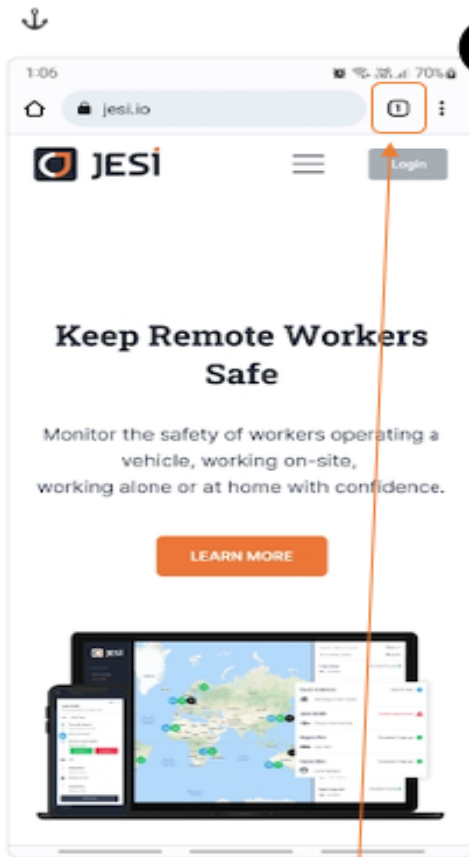 1:06
70%
jesi.io
1
JESI
Login
Keep Remote Workers
Safe
Monitor the safety of workers operating a
vehicle, working on-site,
working alone or at home with confidence.
LEARN MORE
JESI